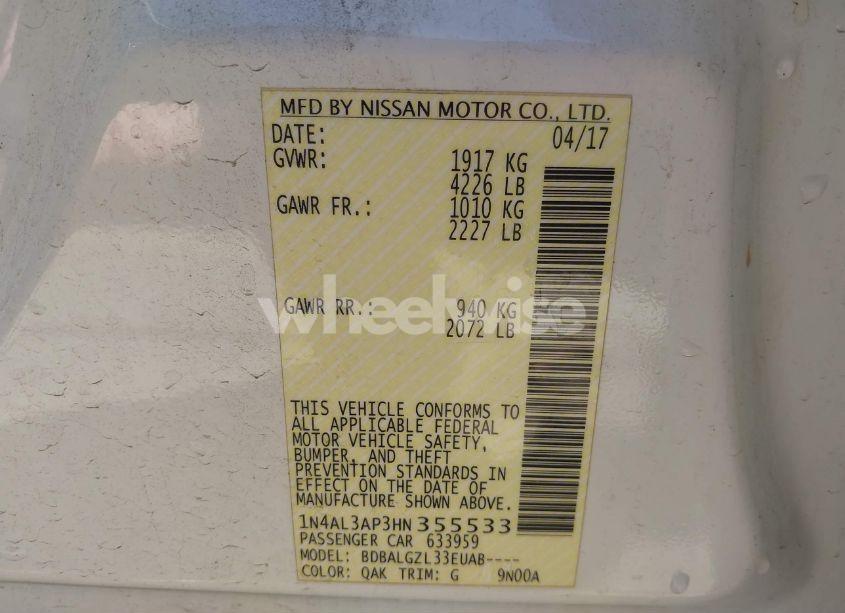 MFD BY NISSAN MOTOR CO., LTD.
DATE: 04/17
GVWR: 1917 KG
4226 LB
GAWR FR.: 1010 KG
2227 LB
GAWR RR.: 940 KG
2072 LB
wheelwise
THIS VEHICLE CONFORMS TO
ALL APPLICABLE FEDERAL
MOTOR VEHICLE SAFETY,
BUMPER, AND THEFT
PREVENTION STANDARDS IN
EFFECT ON THE DATE OF
MANUFACTURE SHOWN ABOVE.
1N4AL3AP3HN355533
PASSENGER CAR 633959
MODEL: BDBALGZL33EUAB----
COLOR: QAK TRIM: G 9N00A